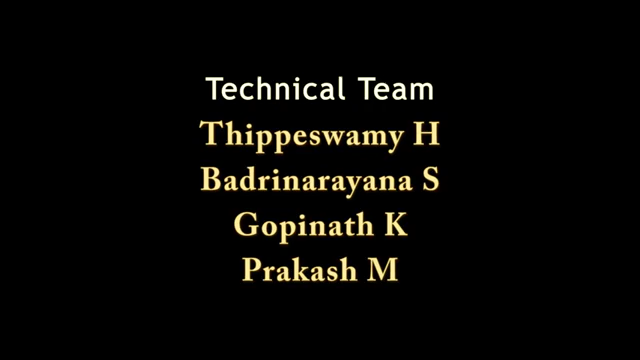 Technical Team
Thippeswamy H
Badrinarayana S
Gopinath K
Prakash M